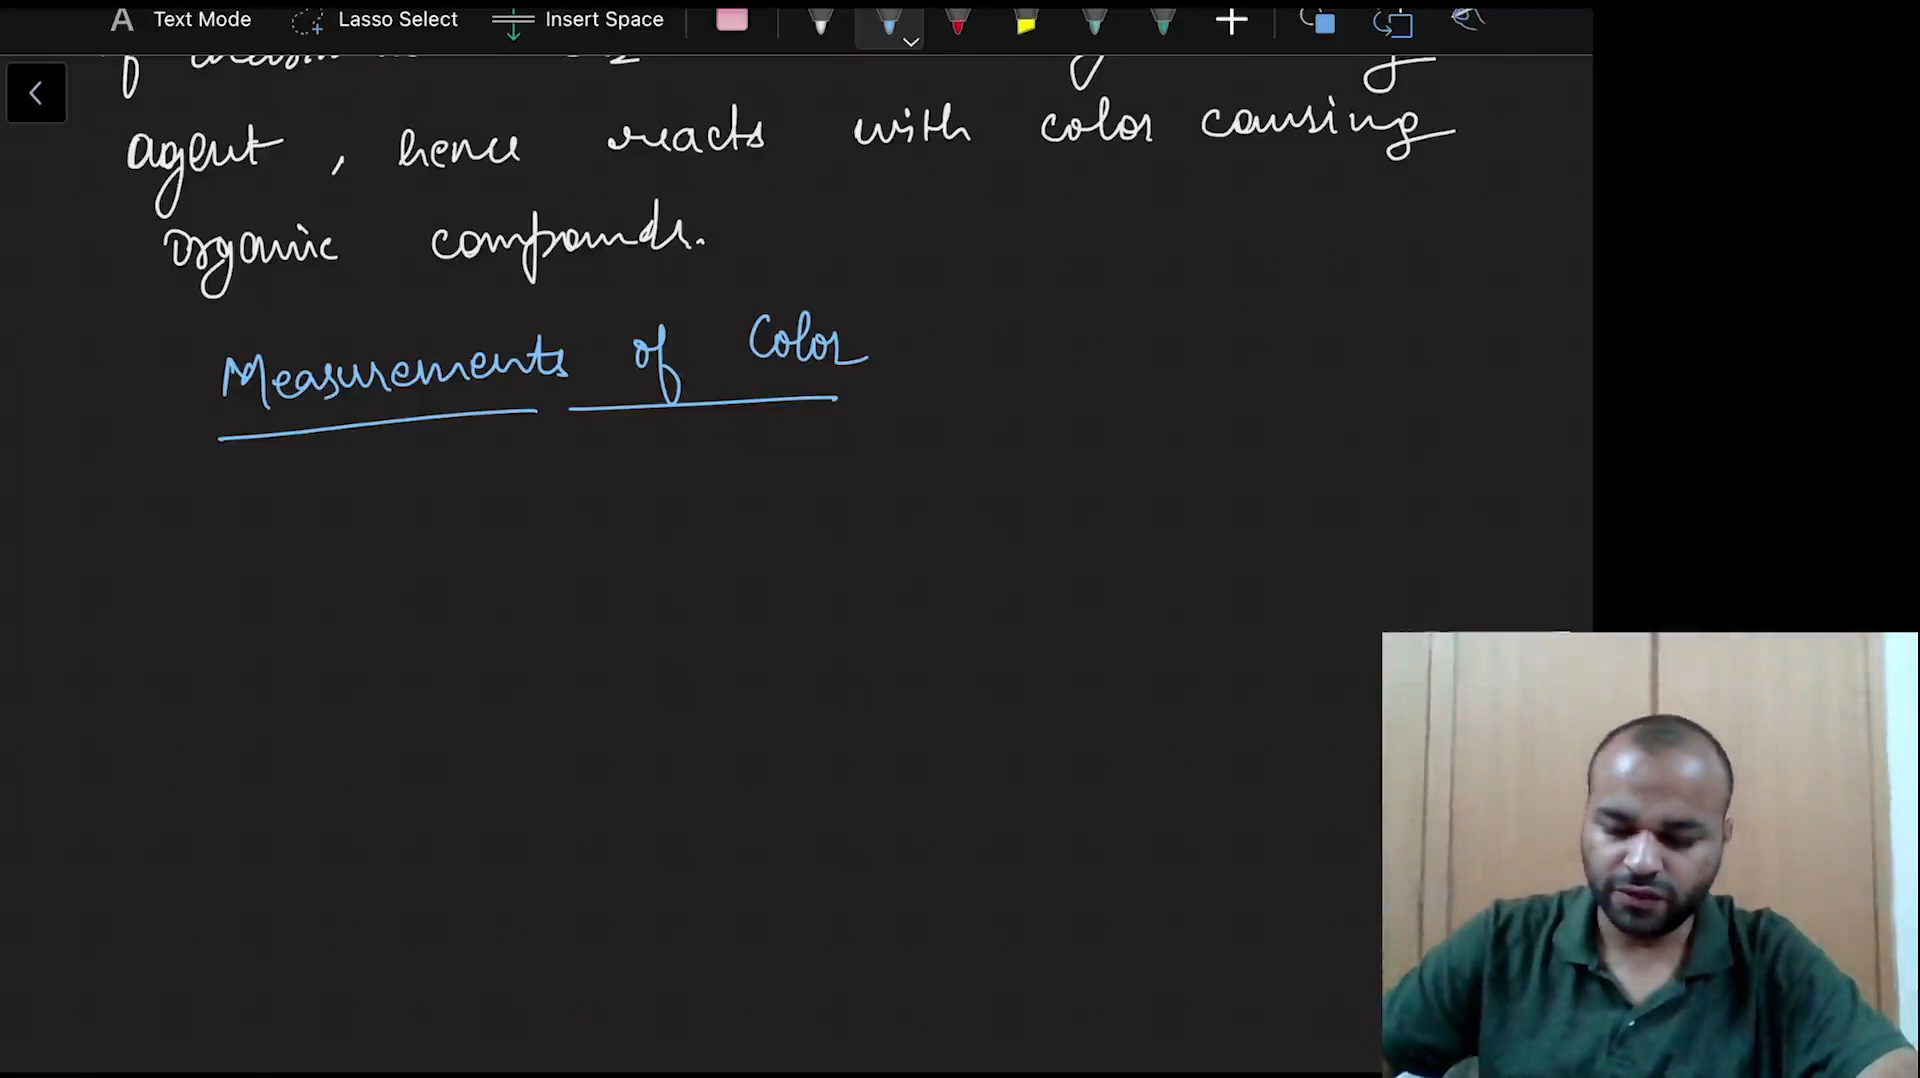 Text Mode Lasso Select Insert Space
agent, hence reacts with color causing
organic compounds.
Measurements of Color